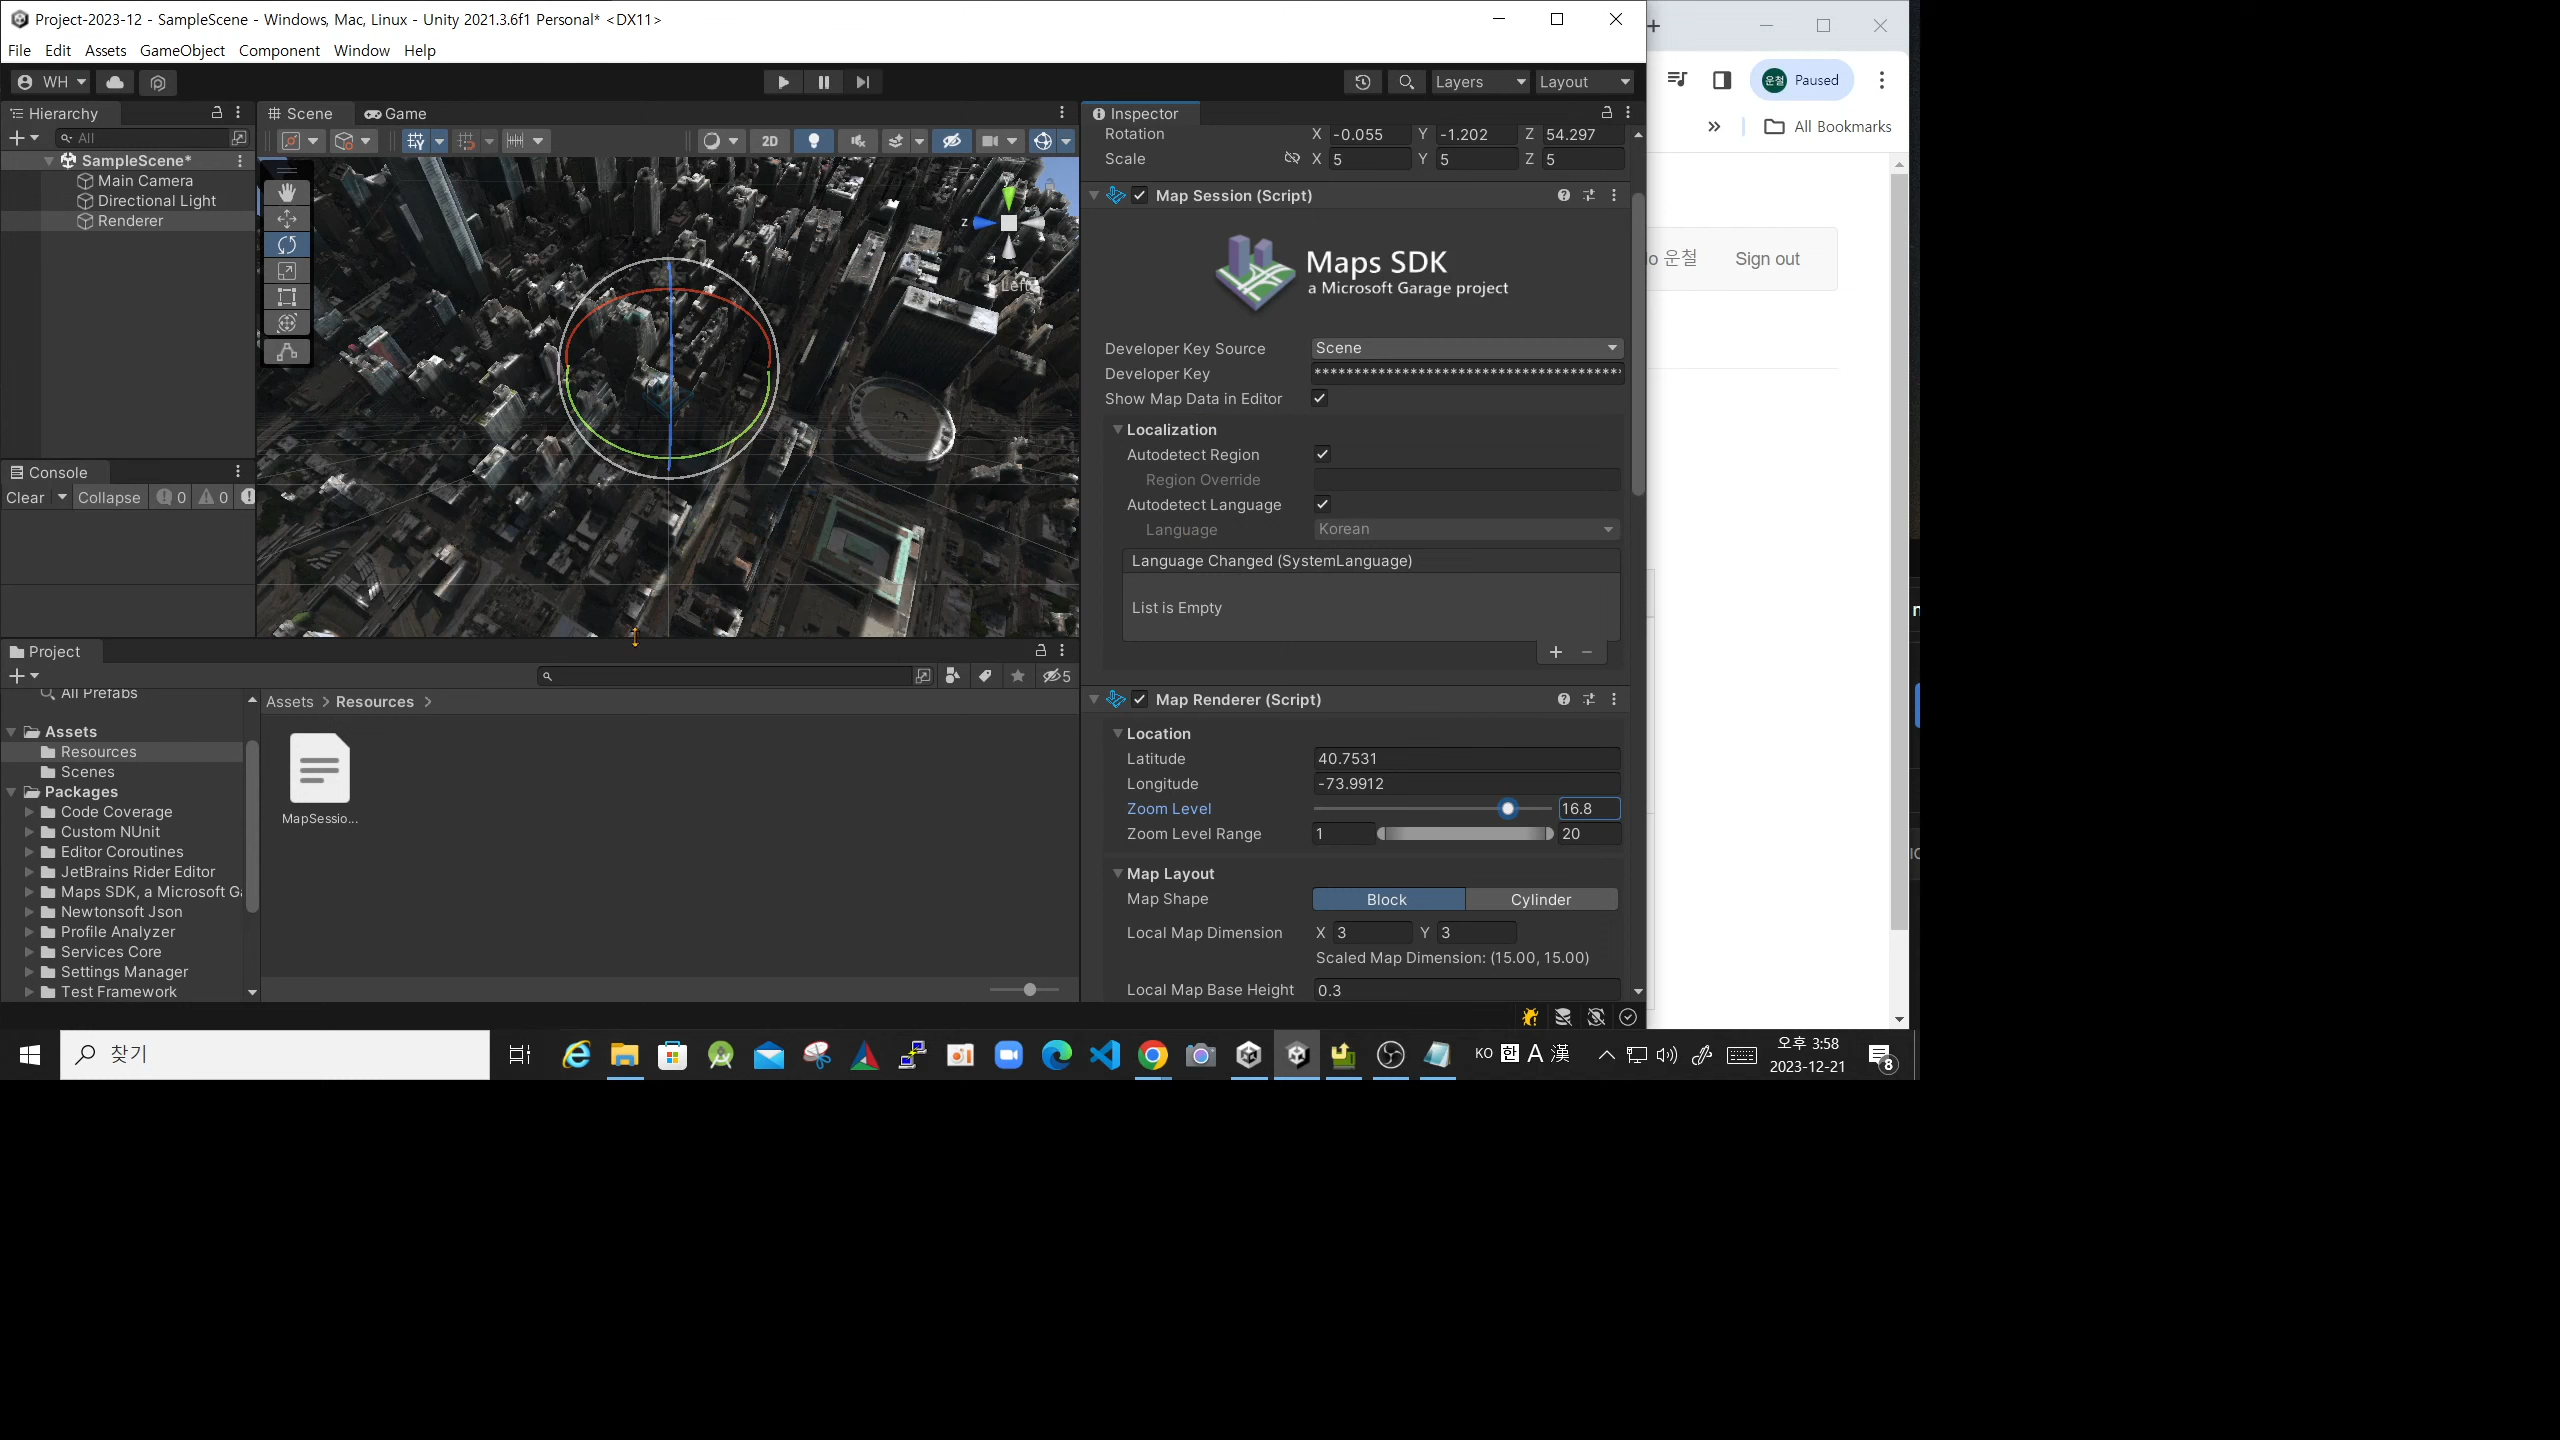 Project-2023-12 - SampleScene - Windows, Mac, Linux - Unity 2021.3.6f1 Personal* <DX11>
File Edit Assets GameObject Component Window Help
WH
Layers
Layout
Paused
All Bookmarks
Hierarchy
All
SampleScene*
Main Camera
Directional Light
Renderer
Scene
Game
2D
y
z
Left
Console
Clear Collapse 0 0
Inspector
Rotation X -0.055 Y -1.202 Z 54.297
Scale X 5 Y 5 Z 5
Map Session (Script)
Maps SDK
a Microsoft Garage project
Developer Key Source Scene
Developer Key **************************************
Show Map Data in Editor
Localization
Autodetect Region
Region Override
Autodetect Language
Language Korean
Language Changed (SystemLanguage)
List is Empty
Map Renderer (Script)
Location
Latitude 40.7531
Longitude -73.9912
Zoom Level 16.8
Zoom Level Range 1 20
Map Layout
Map Shape Block Cylinder
Local Map Dimension X 3 Y 3
Scaled Map Dimension: (15.00, 15.00)
Local Map Base Height 0.3
운철
Sign out
Project
5
All Prefabs
Assets
Resources
Scenes
Packages
Code Coverage
Custom NUnit
Editor Coroutines
JetBrains Rider Editor
Maps SDK, a Microsoft Ga
Newtonsoft Json
Profile Analyzer
Services Core
Settings Manager
Test Framework
Assets > Resources >
MapSessio...
찾기
KO 한 A 漢
오후 3:58
2023-12-21
8